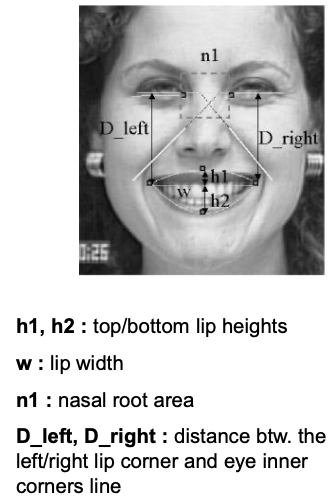 n1
D_left
D_right
h1
w
h2
0:25
h1, h2 : top/bottom lip heights
w : lip width
n1 : nasal root area
D_left, D_right : distance btw. the
left/right lip corner and eye inner
corners line